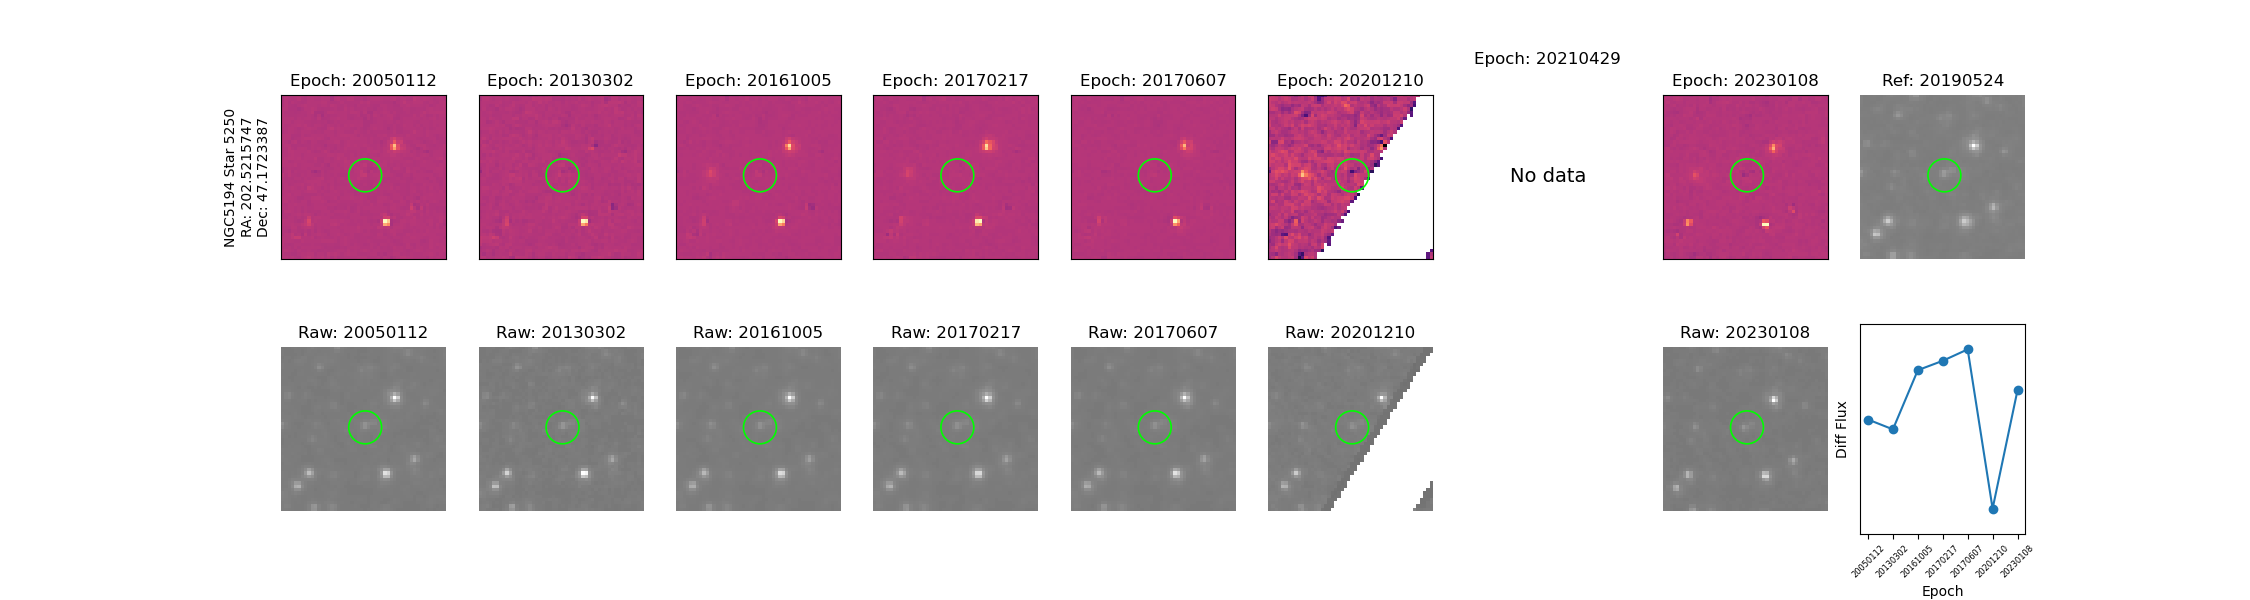 Epoch: 20210429
Epoch: 20050112
Epoch: 20130302
Epoch: 20161005
Epoch: 20170217
Epoch: 20170607
Epoch: 20201210
Epoch: 20230108
Ref: 20190524
NGC5194 Star 5250
RA: 202.5215747
Dec: 47.1723387
No data
Raw: 20050112
Raw: 20130302
Raw: 20161005
Raw: 20170217
Raw: 20170607
Raw: 20201210
Raw: 20230108
Diff Flux
20050112
20130302
20161005
20170217
20170607
20201210
20230108
Epoch